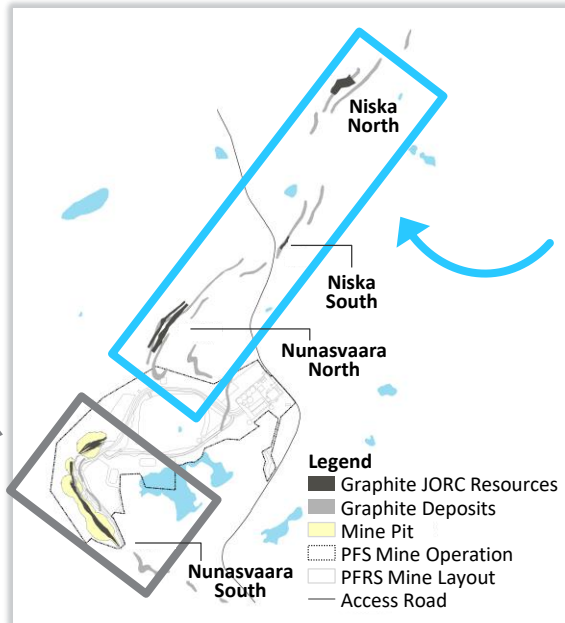 Niska
North
Niska
South
Nunasvaara
North
Nunasvaara
South
Legend
Graphite JORC Resources
Graphite Deposits
Mine Pit
PFS Mine Operation
PFRS Mine Layout
Access Road